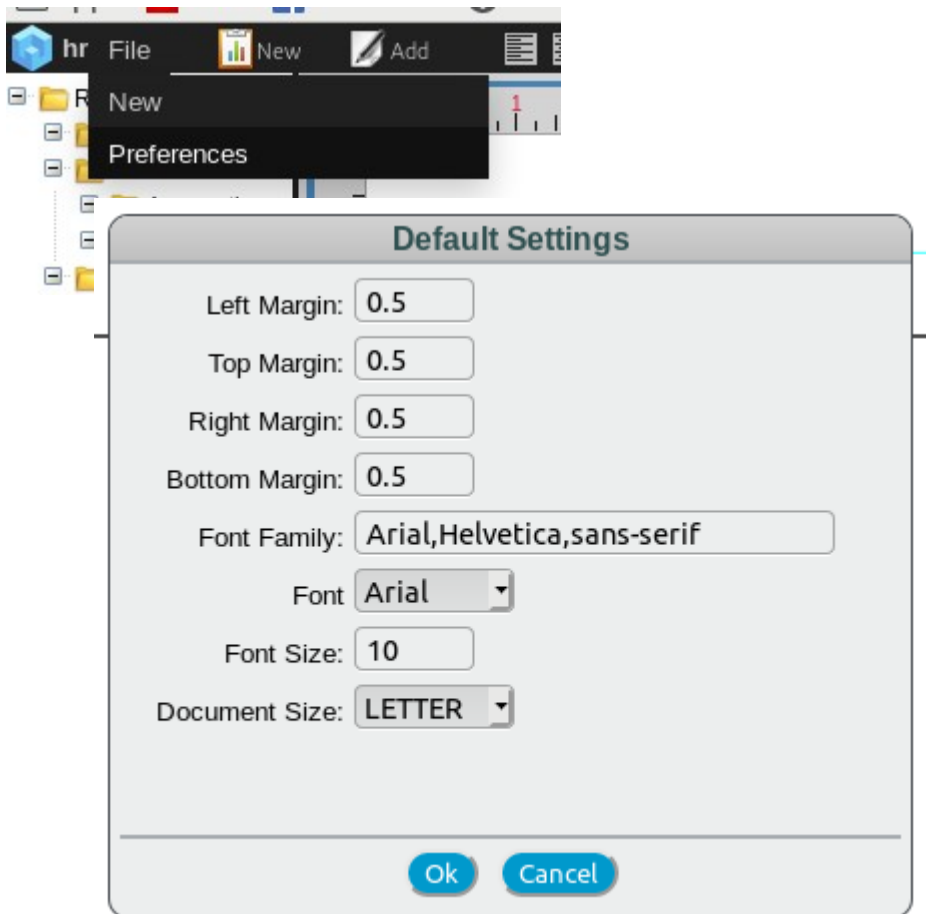 hr File New Add
R New 1
Preferences
Default Settings
Left Margin: 0.5
Top Margin: 0.5
Right Margin: 0.5
Bottom Margin: 0.5
Font Family: Arial,Helvetica,sans-serif
Font Arial
Font Size: 10
Document Size: LETTER
Ok Cancel